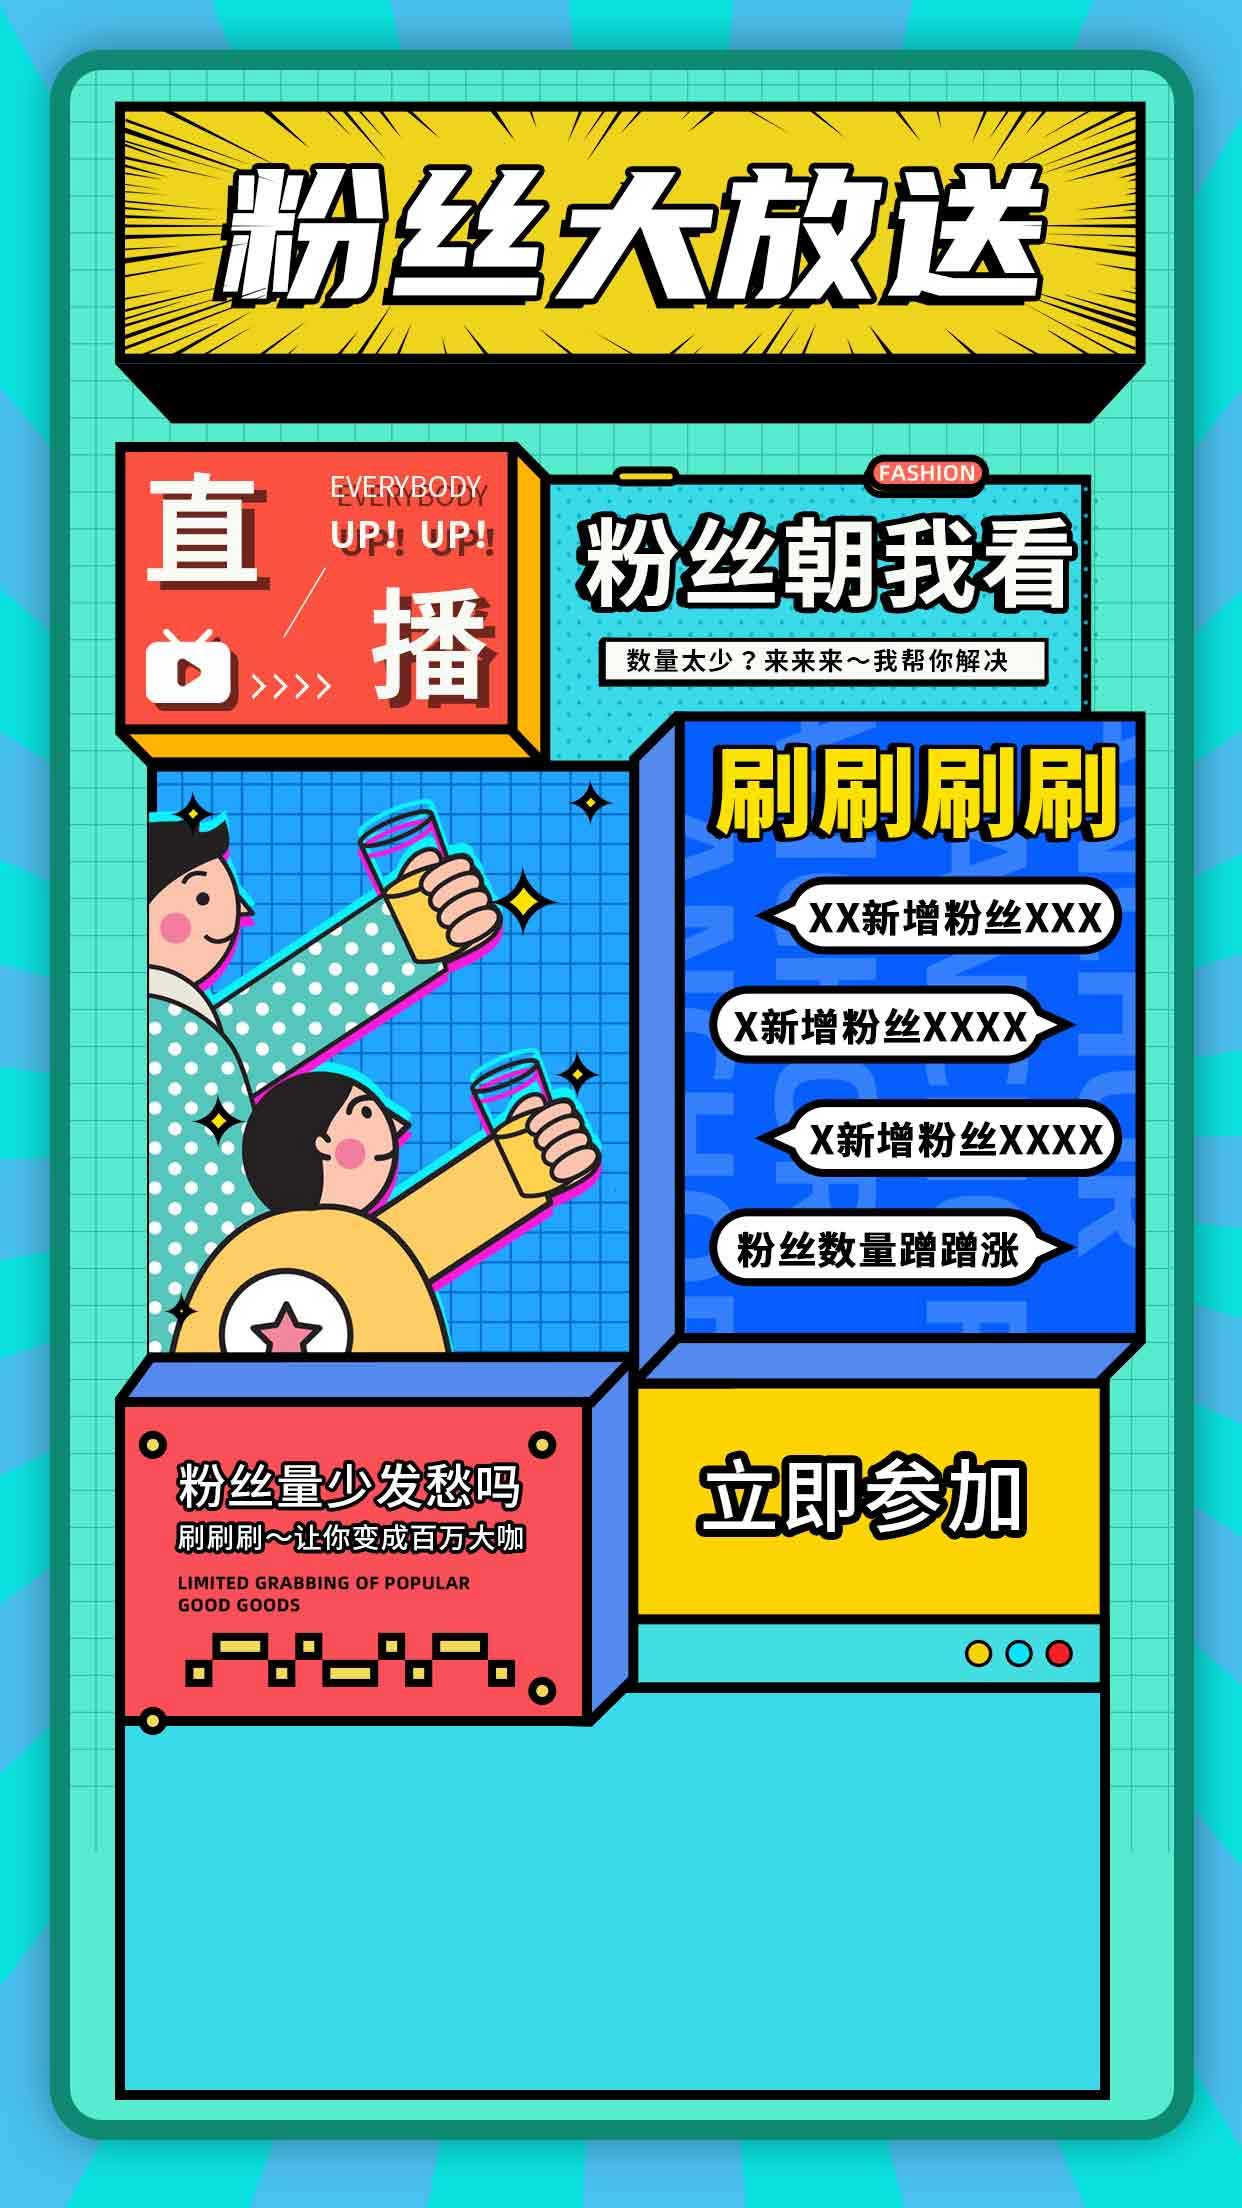 粉丝大放送
直播
EVERYBODY
UP! UP!
FASHION
粉丝朝我看
数量太少？来来来～我帮你解决
刷刷刷刷
XX新增粉丝XXX
X新增粉丝XXXX
X新增粉丝XXXX
粉丝数量蹭蹭涨
粉丝量少发愁吗
刷刷刷～让你变成百万大咖
LIMITED GRABBING OF POPULAR
GOOD GOODS
立即参加